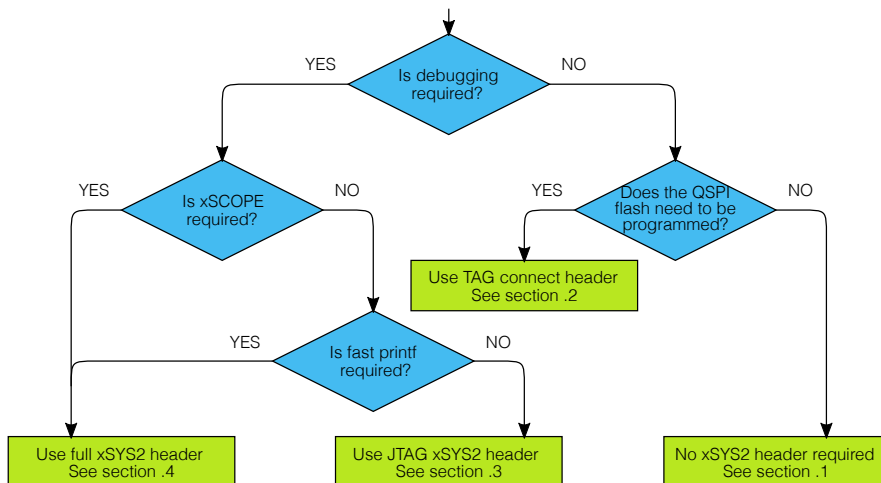 YES
NO
Is debugging
required?
YES
NO
Is xSCOPE
required?
YES
NO
Does the QSPI
flash need to be
programmed?
Use TAG connect header
See section .2
YES
NO
Is fast printf
required?
Use full xSYS2 header
See section .4
Use JTAG xSYS2 header
See section .3
No xSYS2 header required
See section .1